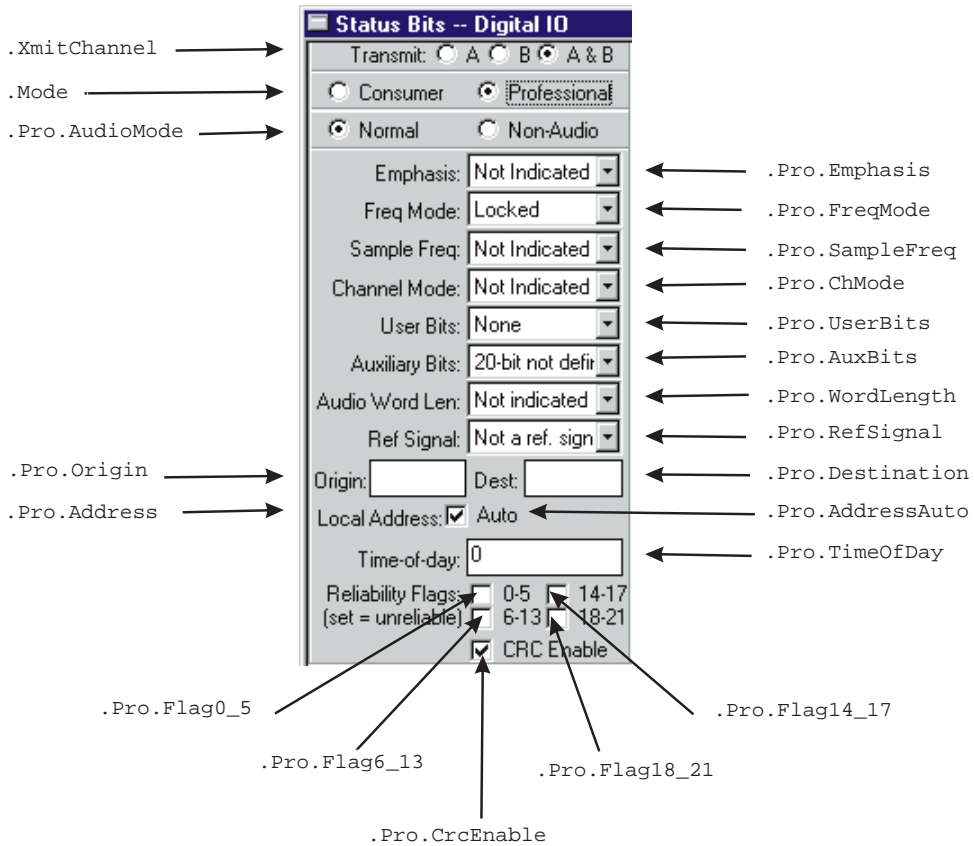 Status Bits -- Digital IO
.XmitChannel Transmit: A B A & B
.Mode Consumer Professional
.Pro.AudioMode Normal Non-Audio
Emphasis: Not Indicated .Pro.Emphasis
Freq Mode: Locked .Pro.FreqMode
Sample Freq: Not Indicated .Pro.SampleFreq
Channel Mode: Not Indicated .Pro.ChMode
User Bits: None .Pro.UserBits
Auxiliary Bits: 20-bit not defir .Pro.AuxBits
Audio Word Len: Not indicated .Pro.WordLength
Ref Signal: Not a ref. sign .Pro.RefSignal
.Pro.Origin Origin: Dest: .Pro.Destination
.Pro.Address Local Address: Auto .Pro.AddressAuto
Time-of-day: 0 .Pro.TimeOfDay
Reliability Flags: 0-5 14-17
(set = unreliable) 6-13 18-21
CRC Enable
.Pro.Flag0_5 .Pro.Flag14_17
.Pro.Flag6_13 .Pro.Flag18_21
.Pro.CrcEnable